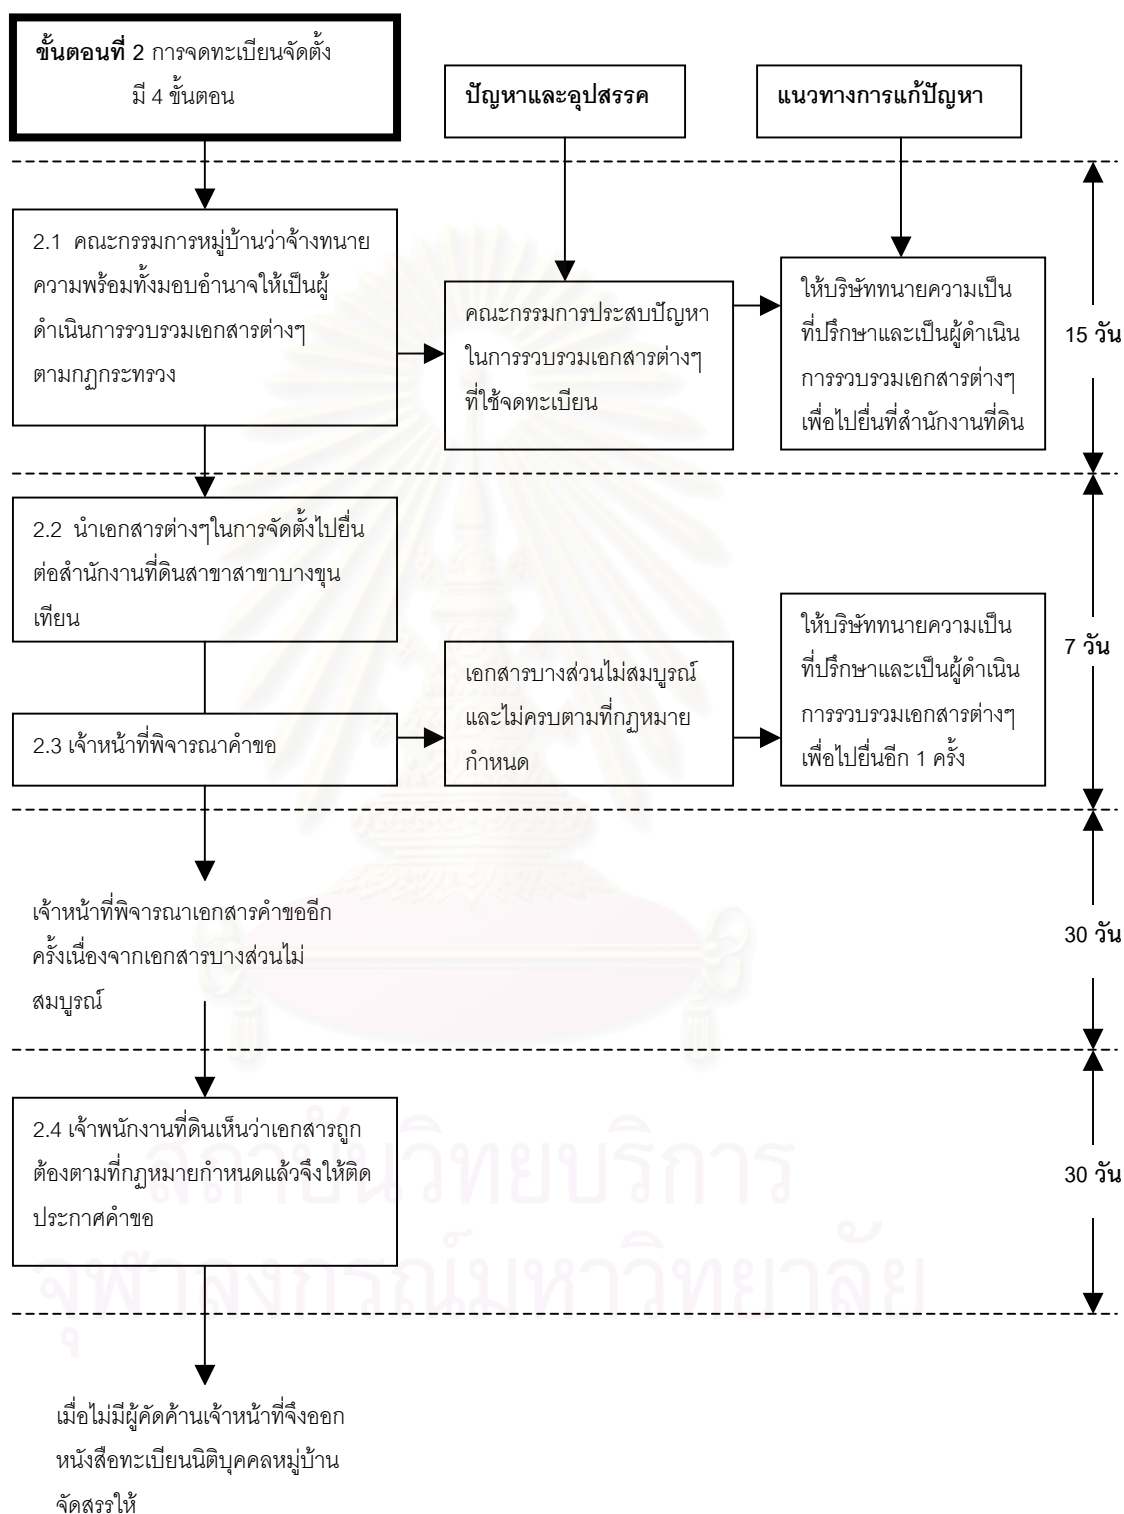 ขั้นตอนที่ 2 การจดทะเบียนจัดตั้ง
มี 4 ขั้นตอน
ปัญหาและอุปสรรค
แนวทางการแก้ปัญหา
2.1 คณะกรรมการหมู่บ้านว่าจ้างทนาย
ความพร้อมทั้งมอบอำนาจให้เป็นผู้
ดำเนินการรวบรวมเอกสารต่างๆ
ตามกฏกระทรวง
คณะกรรมการประสบปัญหา
ในการรวบรวมเอกสารต่างๆ
ที่ใช้จดทะเบียน
ให้บริษัททนายความเป็น
ที่ปรึกษาและเป็นผู้ดำเนิน
การรวบรวมเอกสารต่างๆ
เพื่อไปยื่นที่สำนักงานที่ดิน
15 วัน
2.2 นำเอกสารต่างๆในการจัดตั้งไปยื่น
ต่อสำนักงานที่ดินสาขาสาขาบางขุน
เทียน
2.3 เจ้าหน้าที่พิจารณาคำขอ
เอกสารบางส่วนไม่สมบูรณ์
และไม่ครบตามที่กฏหมาย
กำหนด
ให้บริษัททนายความเป็น
ที่ปรึกษาและเป็นผู้ดำเนิน
การรวบรวมเอกสารต่างๆ
เพื่อไปยื่นอีก 1 ครั้ง
7 วัน
เจ้าหน้าที่พิจารณาเอกสารคำขออีก
ครั้งเนื่องจากเอกสารบางส่วนไม่
สมบูรณ์
30 วัน
2.4 เจ้าพนักงานที่ดินเห็นว่าเอกสารถูก
ต้องตามที่กฏหมายกำหนดแล้วจึงให้ติด
ประกาศคำขอ
30 วัน
สถาบันวิทยบริการ
จุฬาลงกรณ์มหาวิทยาลัย
เมื่อไม่มีผู้คัดค้านเจ้าหน้าที่จึงออก
หนังสือทะเบียนนิติบุคคลหมู่บ้าน
จัดสรรให้